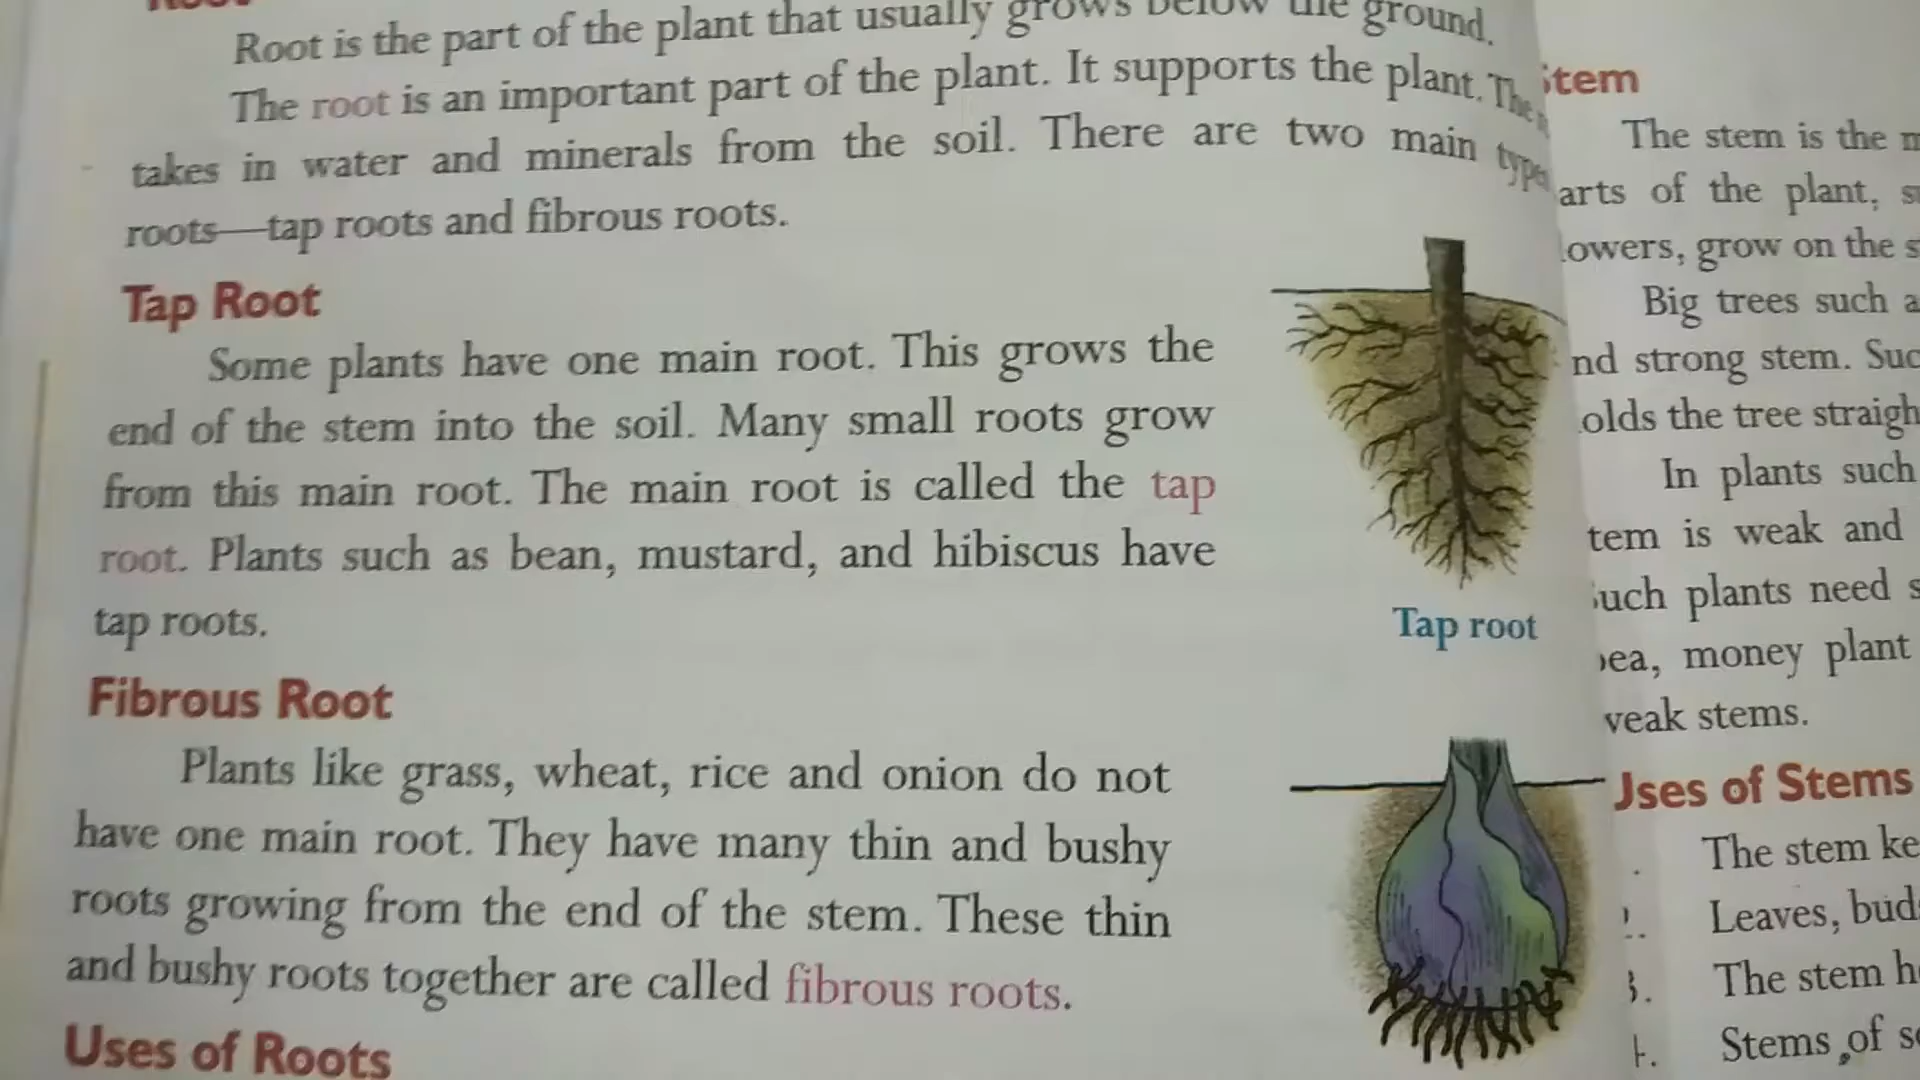 Root is the part of the plant that usually grows below the ground.
The root is an important part of the plant. It supports the plant. The
takes in water and minerals from the soil. There are two main types
roots—tap roots and fibrous roots.
Tap Root
Some plants have one main root. This grows the
end of the stem into the soil. Many small roots grow
from this main root. The main root is called the tap
root. Plants such as bean, mustard, and hibiscus have
tap roots.
Tap root
Fibrous Root
Plants like grass, wheat, rice and onion do not
have one main root. They have many thin and bushy
roots growing from the end of the stem. These thin
and bushy roots together are called fibrous roots.
Uses of Roots
tem
The stem is the
arts of the plant,
owers, grow on the
Big trees such
nd strong stem.
olds the tree
In plants such
tem is weak and
uch plants need
ea, money plant
weak stems.
Uses of Stems
The stem
Leaves,
3. The stem
Stems of